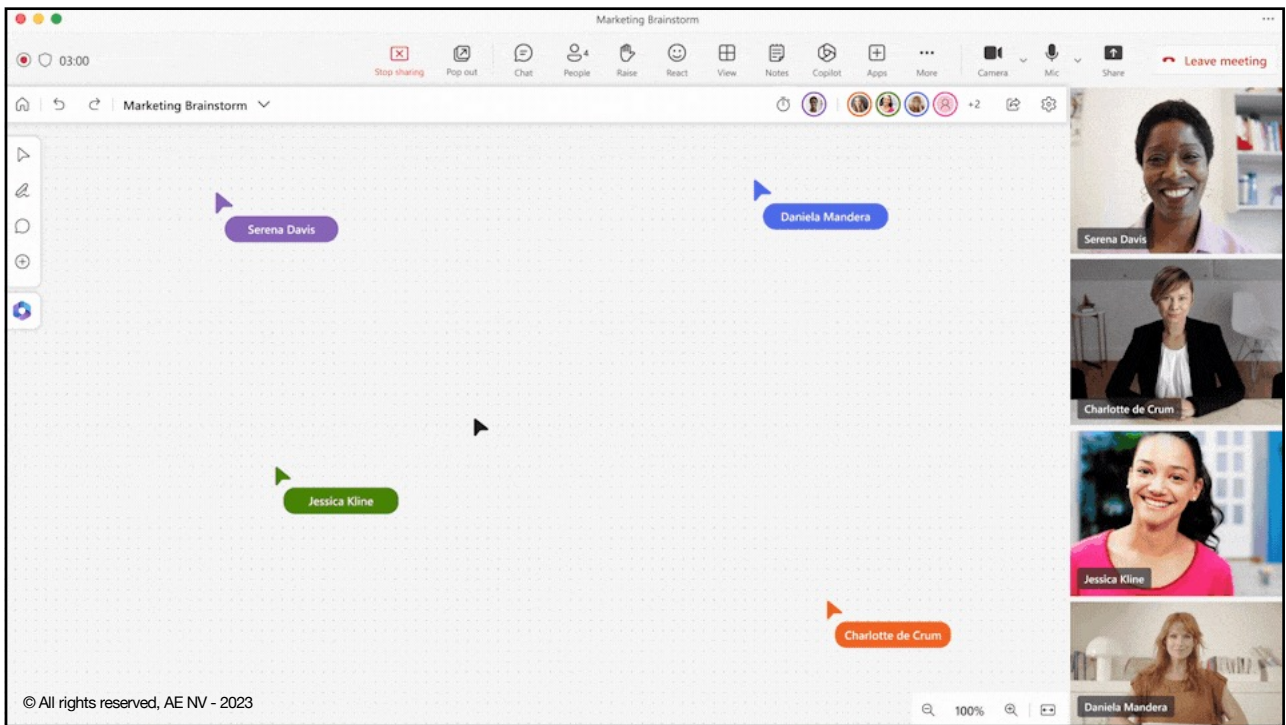 Marketing Brainstorm
03:00
Stop sharing
Pop out
Chat
4
People
Raise
React
View
Notes
Copilot
Apps
More
Camera
Mic
Share
Leave meeting
Marketing Brainstorm
+2
Serena Davis
Daniela Mandera
Jessica Kline
Charlotte de Crum
Serena Davis
Charlotte de Crum
Jessica Kline
Daniela Mandera
© All rights reserved, AE NV - 2023
100%